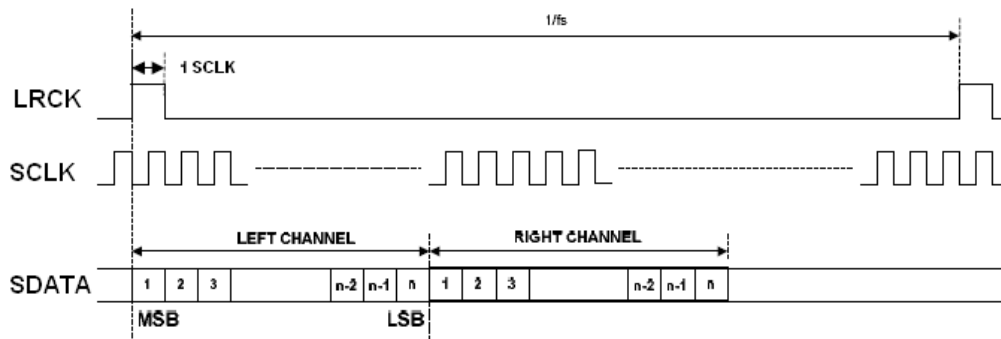 1/fs
1 SCLK
LRCK
SCLK
LEFT CHANNEL RIGHT CHANNEL
SDATA 1 2 3 n-2 n-1 n 1 2 3 n-2 n-1 n
MSB LSB